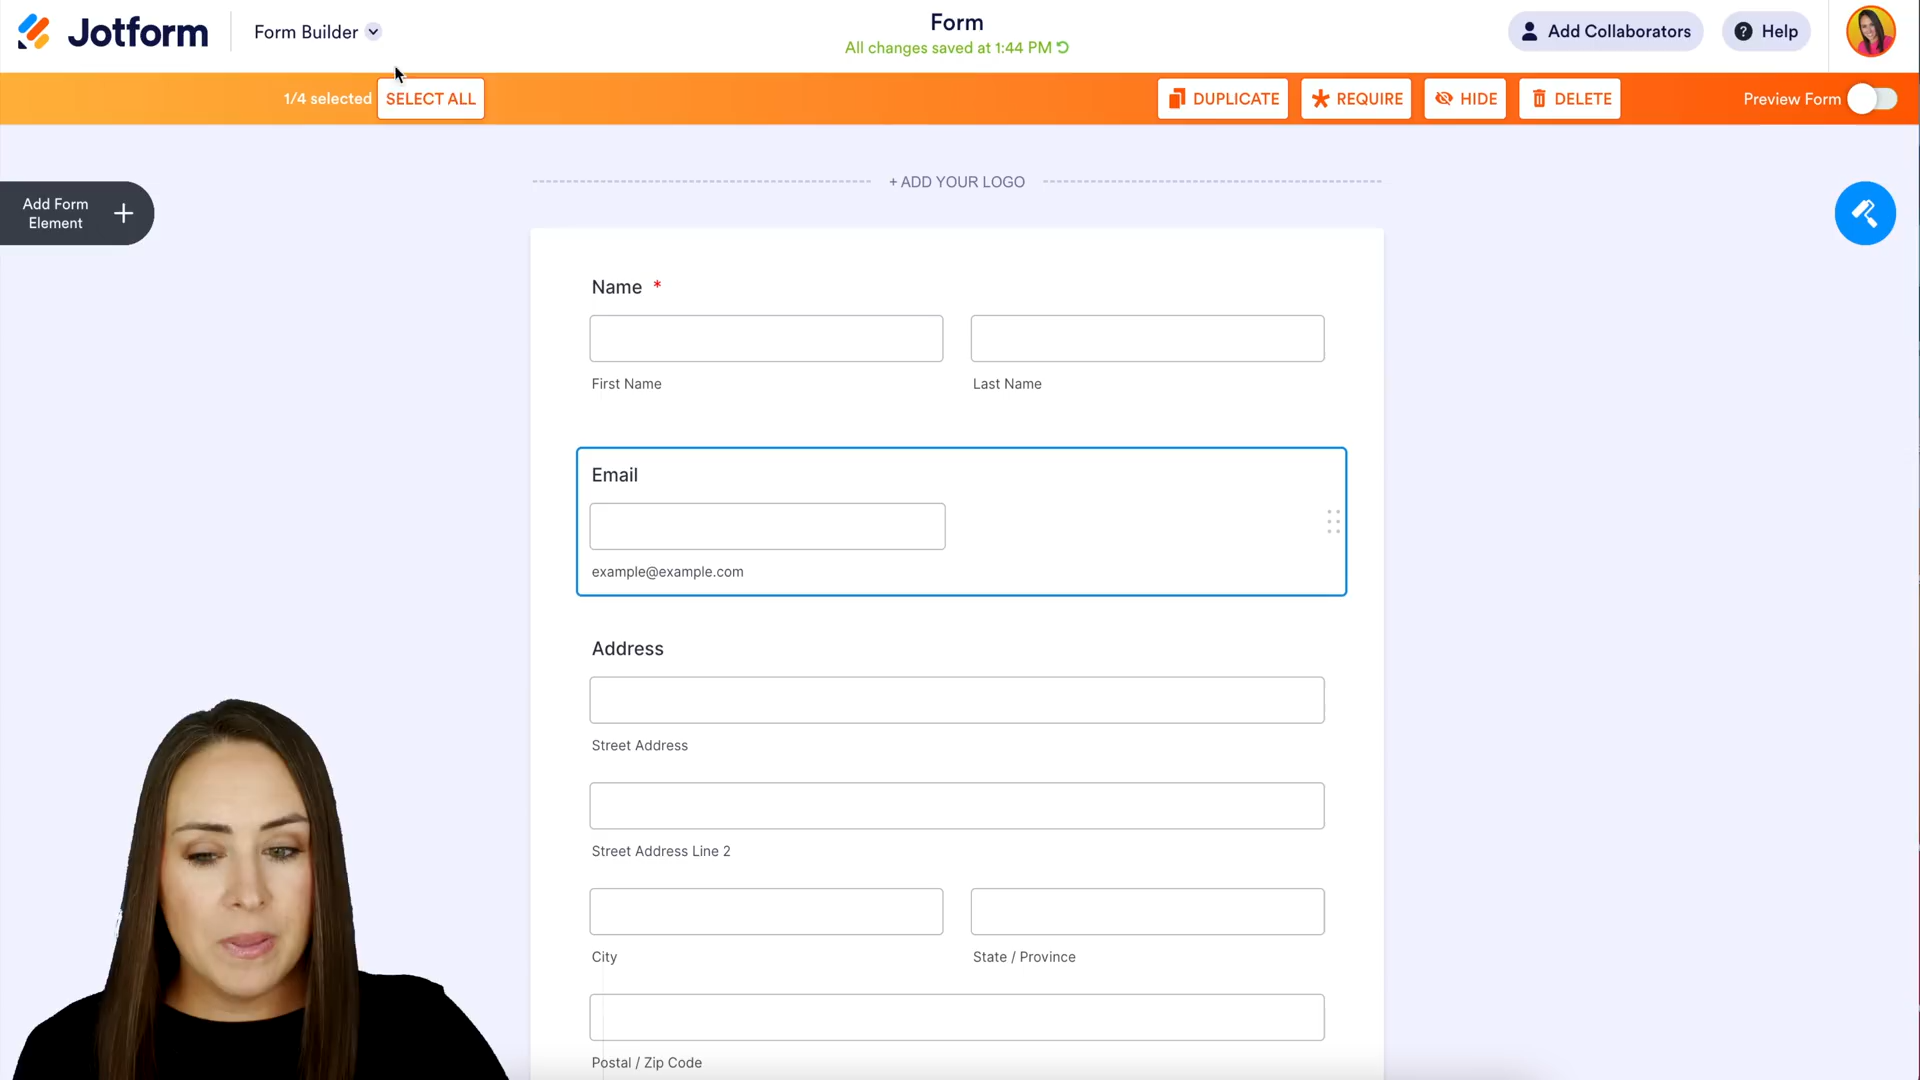 Jotform
Form Builder
Form
All changes saved at 1:44 PM
Add Collaborators
Help
1/4 selected
SELECT ALL
DUPLICATE
REQUIRE
HIDE
DELETE
Preview Form
+ ADD YOUR LOGO
Add Form
Element
Name *
First Name
Last Name
Email
example@example.com
Address
Street Address
Street Address Line 2
City
State / Province
Postal / Zip Code